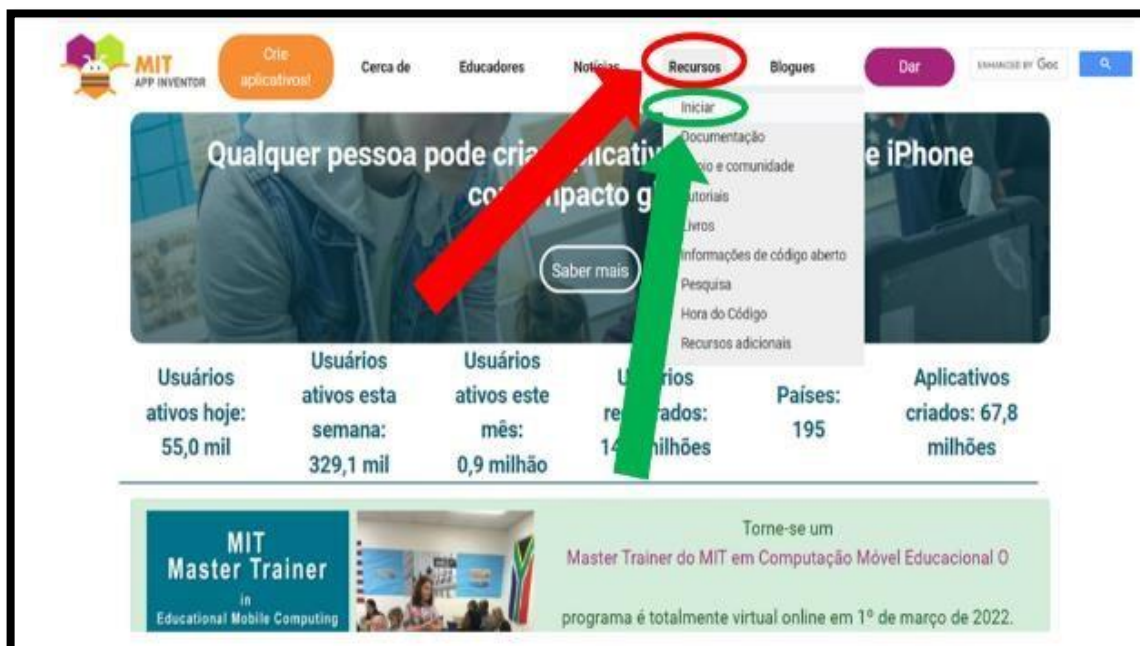 MIT
APP INVENTOR
Crie
aplicativos!
Cerca de
Educadores
Notícias
Recursos
Blogues
Dar
ENHANCED BY Goo
Iniciar
Documentação
e comunidade
Livros
Informações de código aberto
Pesquisa
Hora do Código
Recursos adicionais
Qualquer pessoa pode e iPhone
Saber mais
Usuários
ativos hoje:
55,0 mil
Usuários
ativos esta
semana:
329,1 mil
Usuários
ativos este
mês:
0,9 milhão
Países:
195
Aplicativos
criados: 67,8
milhões
MIT
Master Trainer
in
Educational Mobile Computing
Torne-se um
Master Trainer do MIT em Computação Móvel Educacional O
programa é totalmente virtual online em 1º de março de 2022.